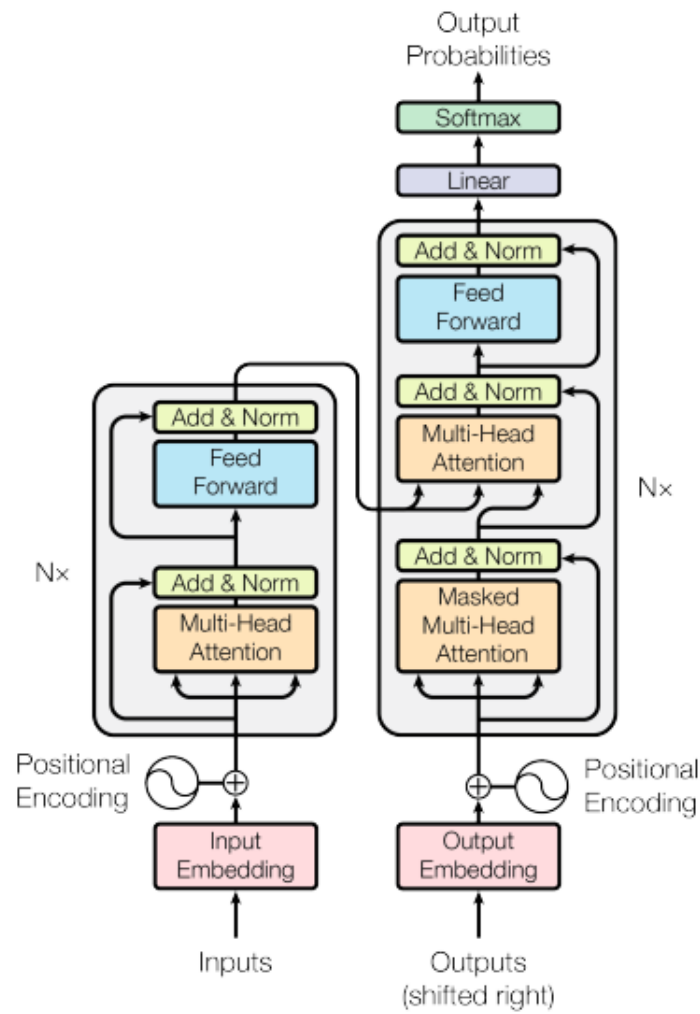 Output
Probabilities
Softmax
Linear
Add & Norm
Feed
Forward
Add & Norm
Multi-Head
Attention
Nx
Add & Norm
Masked
Multi-Head
Attention
Add & Norm
Feed
Forward
Nx
Add & Norm
Multi-Head
Attention
Positional
Encoding
Positional
Encoding
Input
Embedding
Output
Embedding
Inputs
Outputs
(shifted right)